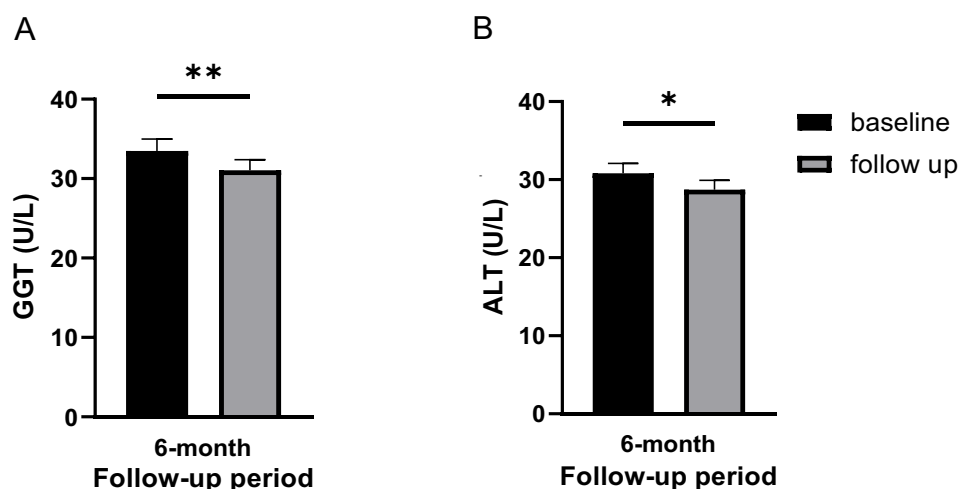 A
**
40
30
20
10
0
GGT (U/L)
6-month
Follow-up period
B
*
40
30
20
10
0
ALT (U/L)
6-month
Follow-up period
baseline
follow up